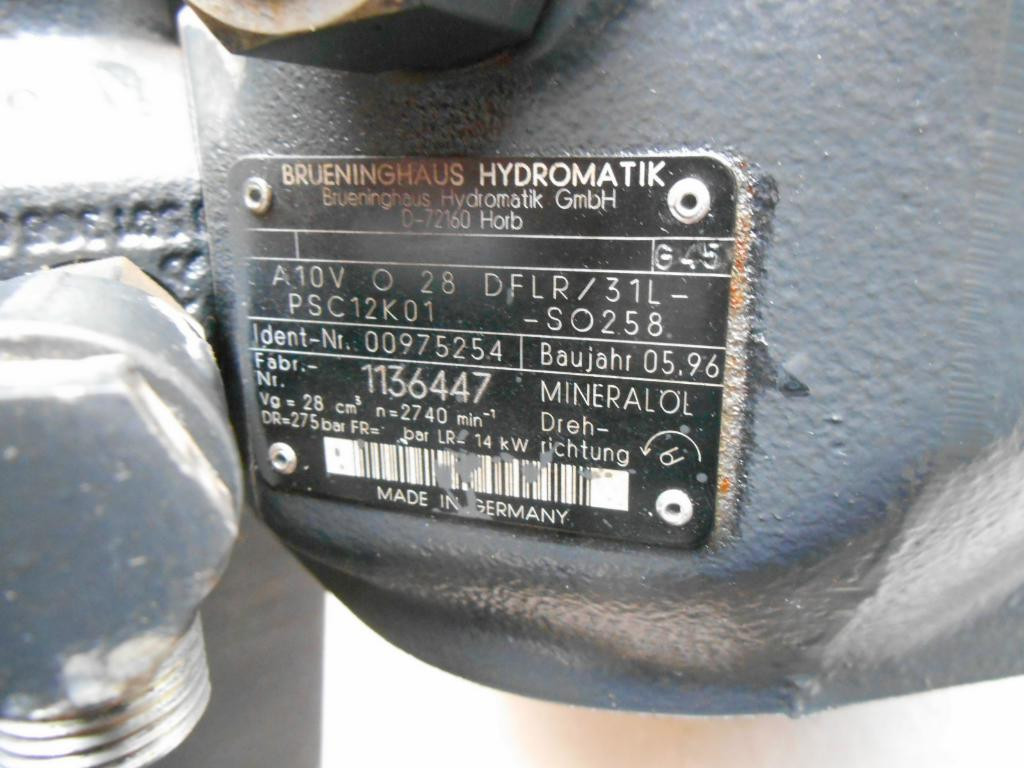 BRUENINGHAUS HYDROMATIK
Brueninghaus Hydromatik GmbH
D-72160 Horb
G45
A10V O 28 DFLR/31L-
PSC12K01 -SO258
Ident-Nr. 00975254 Baujahr 05.96
Fabr.-
Nr. 1136447 MINERALÖL
Vg = 28 cm³ n=2740 min⁻¹ Dreh-
DR=275bar FR= bar LR= 14 kW richtung
MADE IN GERMANY